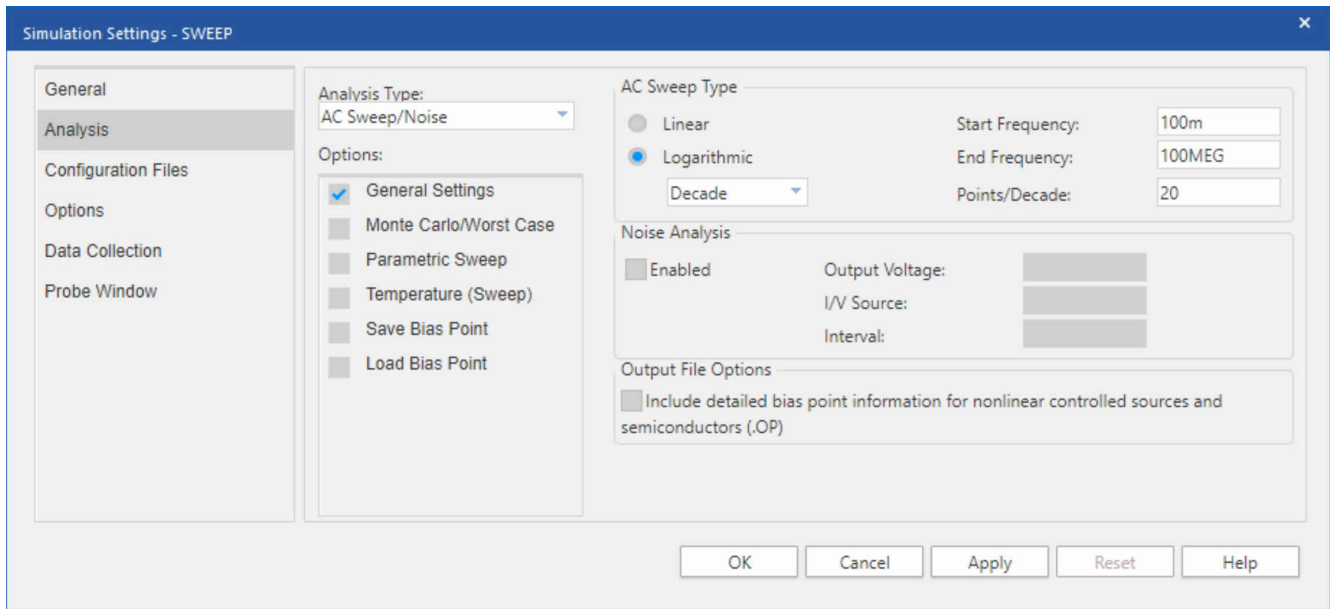 Simulation Settings - SWEEP
×
General
Analysis
Configuration Files
Options
Data Collection
Probe Window
Analysis Type:
AC Sweep/Noise
Options:
General Settings
Monte Carlo/Worst Case
Parametric Sweep
Temperature (Sweep)
Save Bias Point
Load Bias Point
AC Sweep Type
Linear
Logarithmic
Decade
Start Frequency: 100m
End Frequency: 100MEG
Points/Decade: 20
Noise Analysis
Enabled
Output Voltage:
I/V Source:
Interval:
Output File Options
Include detailed bias point information for nonlinear controlled sources and
semiconductors (.OP)
OK Cancel Apply Reset Help